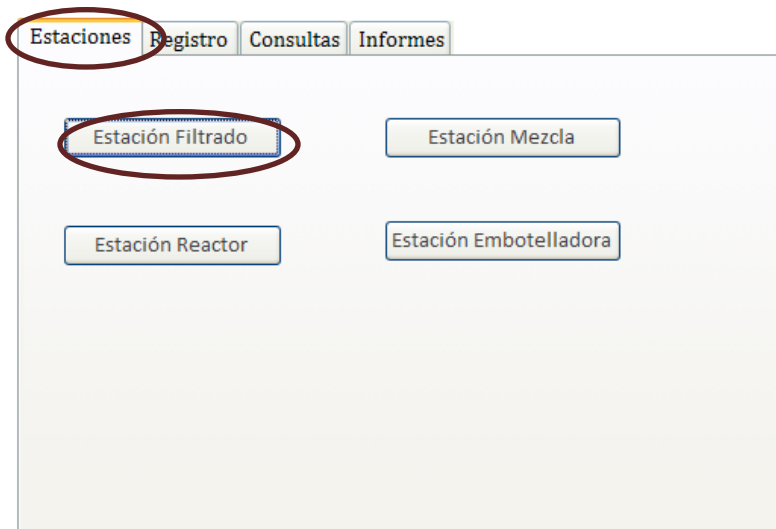 Estaciones Registro Consultas Informes
Estación Filtrado Estación Mezcla
Estación Reactor Estación Embotelladora